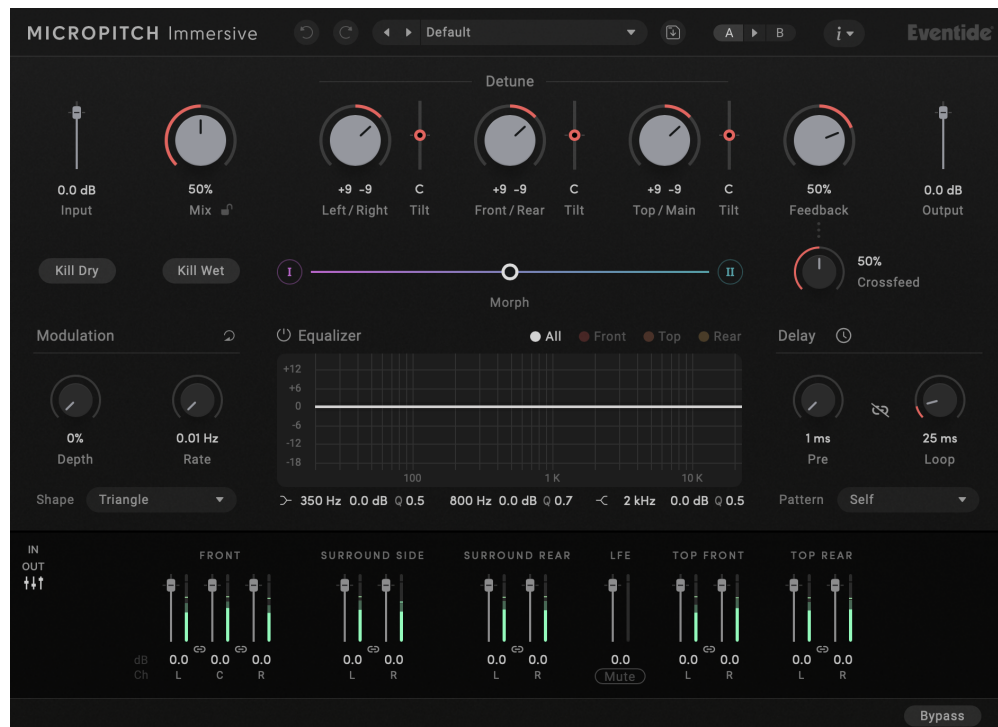 MICROPITCH Immersive
Default
A
B
i
Eventide
Detune
0.0 dB
50%
+9 -9
C
+9 -9
C
+9 -9
C
50%
0.0 dB
Input
Mix
Left/Right
Tilt
Front/Rear
Tilt
Top/Main
Tilt
Feedback
Output
Kill Dry
Kill Wet
I
II
Morph
50%
Crossfeed
Modulation
Equalizer
All
Front
Top
Rear
Delay
+12
+6
0
-6
-12
-18
100
1 K
10 K
0%
0.01 Hz
Depth
Rate
1 ms
25 ms
Pre
Loop
Shape
Triangle
350 Hz 0.0 dB Q 0.5
800 Hz 0.0 dB Q 0.7
2 kHz 0.0 dB Q 0.5
Pattern
Self
IN
OUT
FRONT
SURROUND SIDE
SURROUND REAR
LFE
TOP FRONT
TOP REAR
dB 0.0 0.0 0.0 0.0 0.0 0.0 0.0 0.0 0.0 0.0 0.0 0.0
Ch L C R L R L R Mute L R L R
Bypass